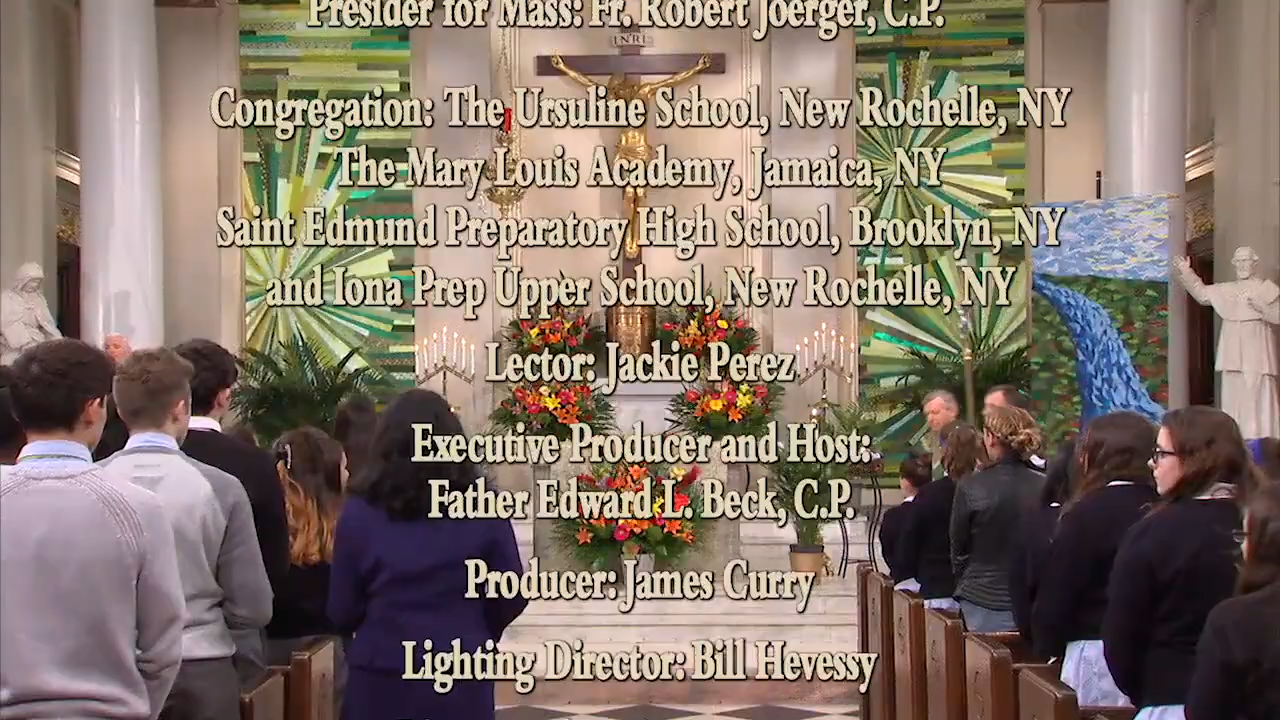 Presider for Mass: Fr. Robert Joerger, C.P.
INRI
Congregation: The Ursuline School, New Rochelle, NY
The Mary Louis Academy, Jamaica, NY
Saint Edmund Preparatory High School, Brooklyn, NY
and Iona Prep Upper School, New Rochelle, NY
Lector: Jackie Perez
Executive Producer and Host:
Father Edward L. Beck, C.P.
Producer: James Curry
Lighting Director: Bill Hevessy